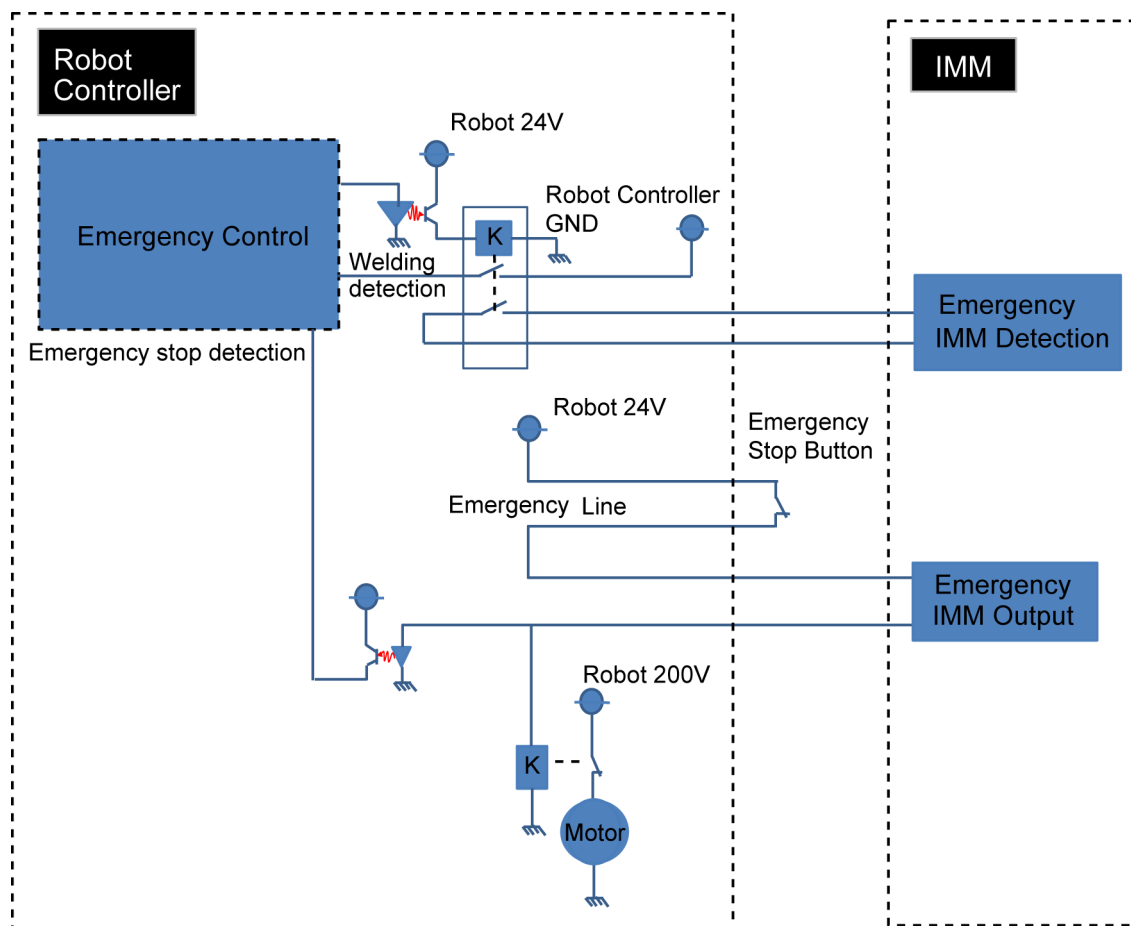 Robot
Controller
IMM
Robot 24V
Emergency Control
Robot Controller
GND
K
Welding
detection
Emergency
IMM Detection
Emergency stop detection
Robot 24V
Emergency
Stop Button
Emergency Line
Emergency
IMM Output
Robot 200V
K
Motor